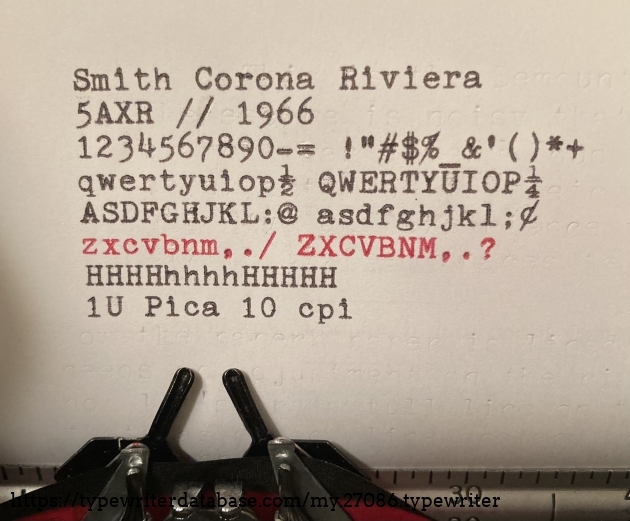 Smith Corona Riviera
5AXR // 1966
1234567890-= !"#$%_&'()*+
qwertyuiop½ QWERTYUIOP¼
ASDFGHJKL:@ asdfghjkl;¢
zxcvbnm,./ ZXCVBNM,.?
HHHHhhhhHHHHH
1U Pica 10 cpi
30
https://typewriterdatabase.com/my27086.typewriter